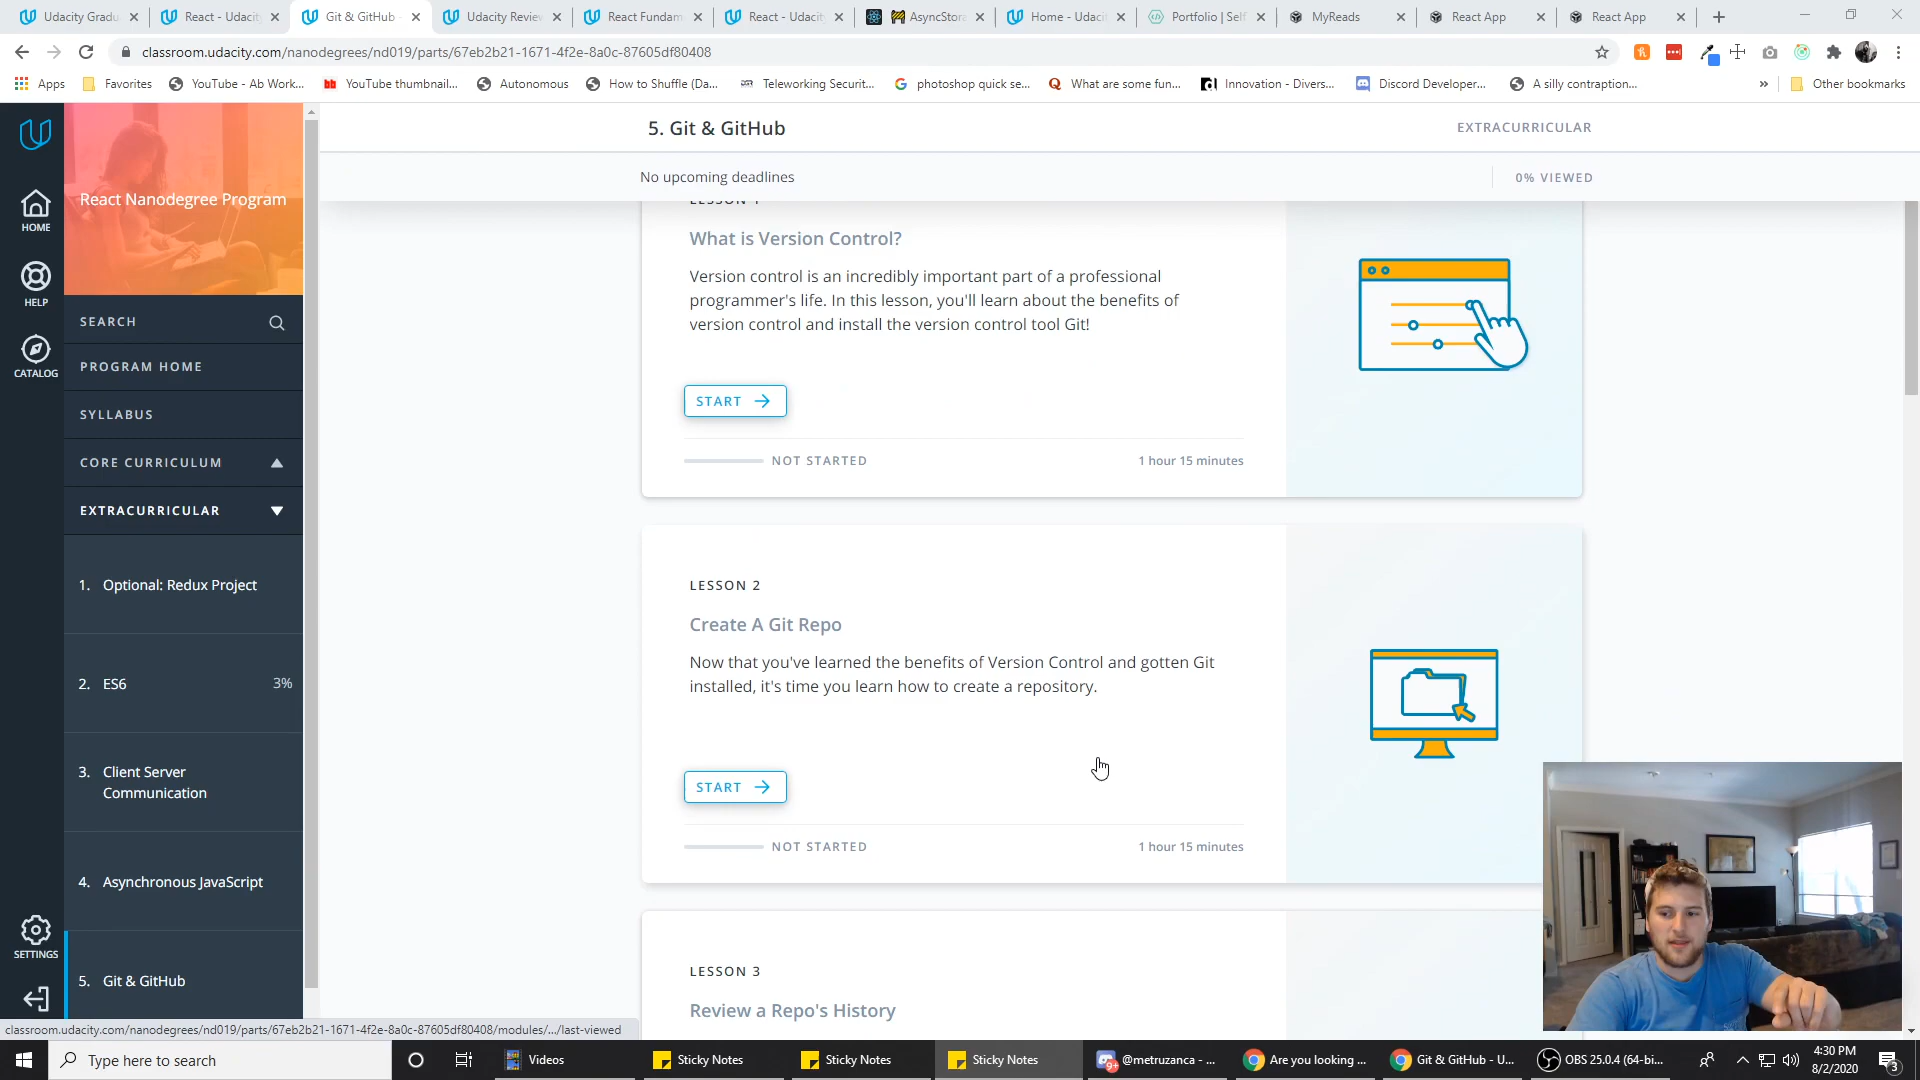 Udacity Gradu
React - Udacity
Git & GitHub
Udacity Review
React Fundam
React - Udacity
AsyncStora
Home - Udaci
Portfolio | Self
MyReads
React App
React App
classroom.udacity.com/nanodegrees/nd019/parts/67eb2b21-1671-4f2e-8a0c-87605df80408
Apps
Favorites
YouTube - Ab Work...
YouTube thumbnail...
Autonomous
How to Shuffle (Da...
Teleworking Securit...
photoshop quick se...
What are some fun...
Innovation - Divers...
Discord Developer...
A silly contraption...
»
Other bookmarks
HOME
HELP
CATALOG
SETTINGS
React Nanodegree Program
SEARCH
PROGRAM HOME
SYLLABUS
CORE CURRICULUM
EXTRACURRICULAR
1. Optional: Redux Project
2. ES6 3%
3. Client Server
Communication
4. Asynchronous JavaScript
5. Git & GitHub
5. Git & GitHub
EXTRACURRICULAR
No upcoming deadlines
0% VIEWED
LESSON 1
What is Version Control?
Version control is an incredibly important part of a professional
programmer's life. In this lesson, you'll learn about the benefits of
version control and install the version control tool Git!
START
NOT STARTED
1 hour 15 minutes
LESSON 2
Create A Git Repo
Now that you've learned the benefits of Version Control and gotten Git
installed, it's time you learn how to create a repository.
START
NOT STARTED
1 hour 15 minutes
LESSON 3
Review a Repo's History
classroom.udacity.com/nanodegrees/nd019/parts/67eb2b21-1671-4f2e-8a0c-87605df80408/modules/.../last-viewed
Type here to search
Videos
Sticky Notes
Sticky Notes
Sticky Notes
9+
@metruzanca - ...
Are you looking ...
Git & GitHub - U...
OBS 25.0.4 (64-bi...
4:30 PM
8/2/2020
3